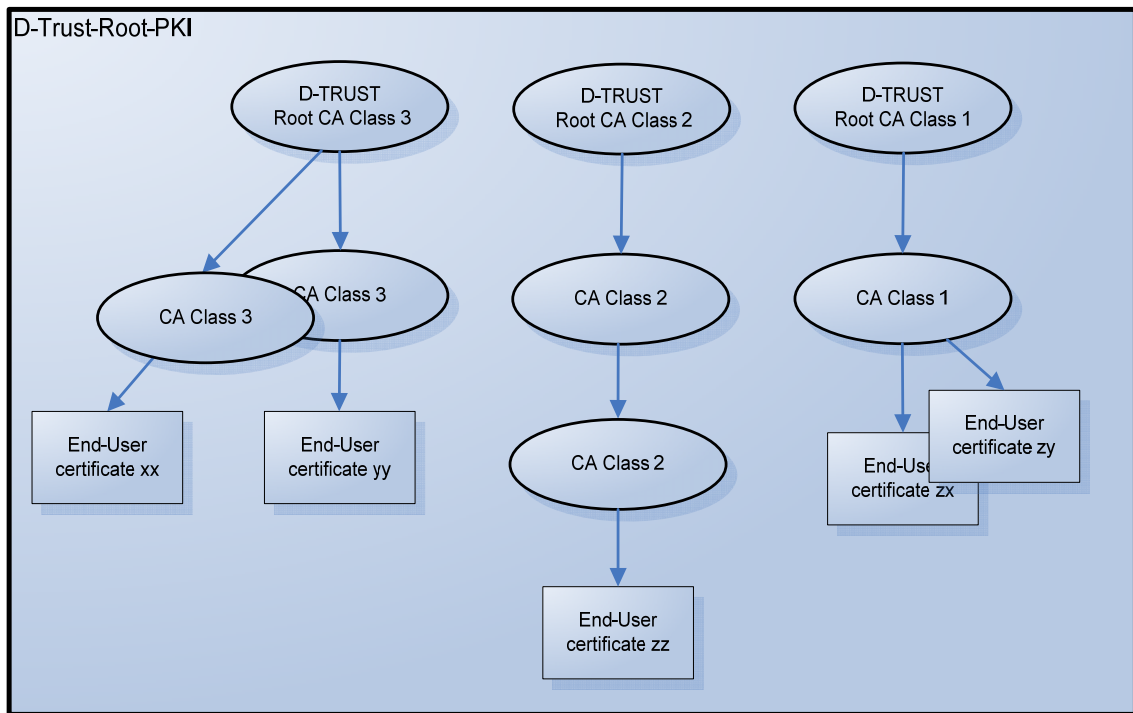 D-Trust-Root-PKI
D-TRUST
Root CA Class 3
D-TRUST
Root CA Class 2
D-TRUST
Root CA Class 1
CA Class 3
CA Class 3
CA Class 2
CA Class 1
End-User
certificate xx
End-User
certificate yy
CA Class 2
End-User
certificate zx
End-User
certificate zy
End-User
certificate zz